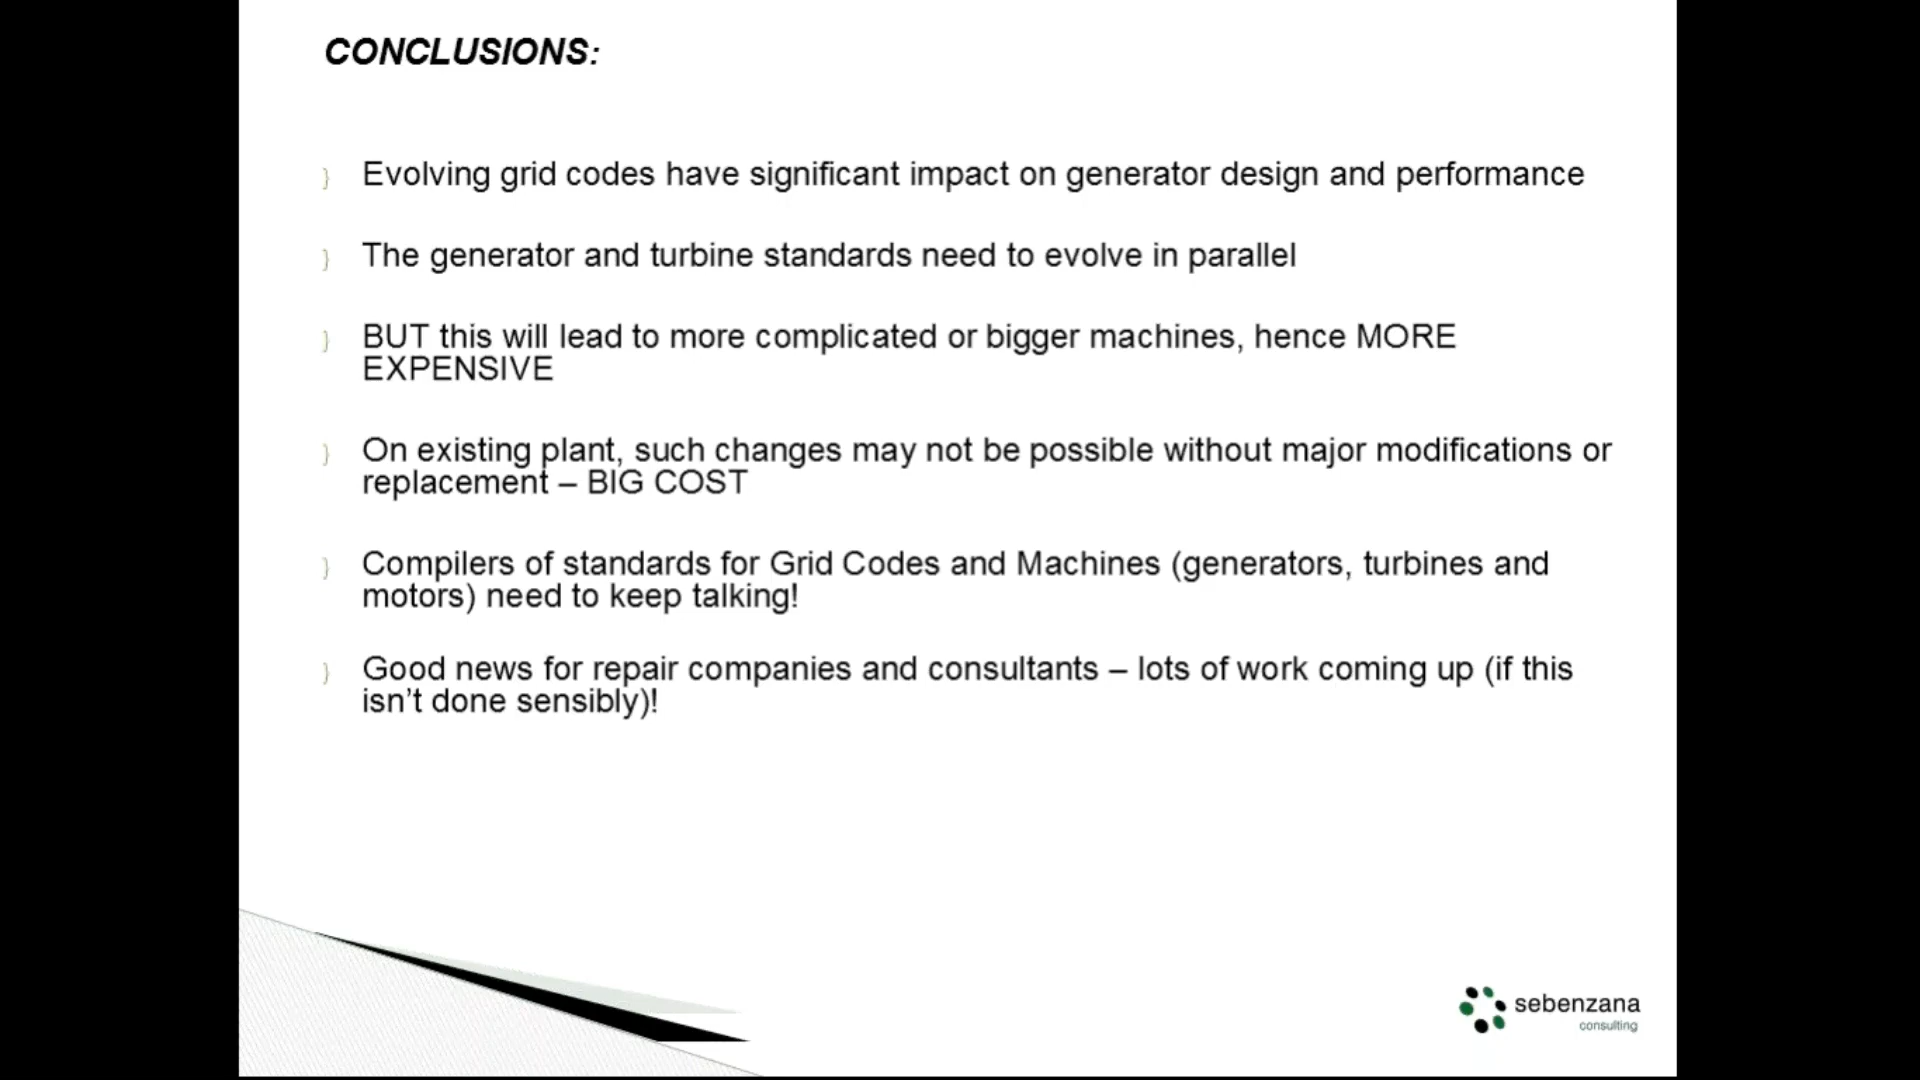 CONCLUSIONS:
Evolving grid codes have significant impact on generator design and performance
The generator and turbine standards need to evolve in parallel
BUT this will lead to more complicated or bigger machines, hence MORE
EXPENSIVE
On existing plant, such changes may not be possible without major modifications or
replacement – BIG COST
Compilers of standards for Grid Codes and Machines (generators, turbines and
motors) need to keep talking!
Good news for repair companies and consultants – lots of work coming up (if this
isn’t done sensibly)!
sebenzana
consulting